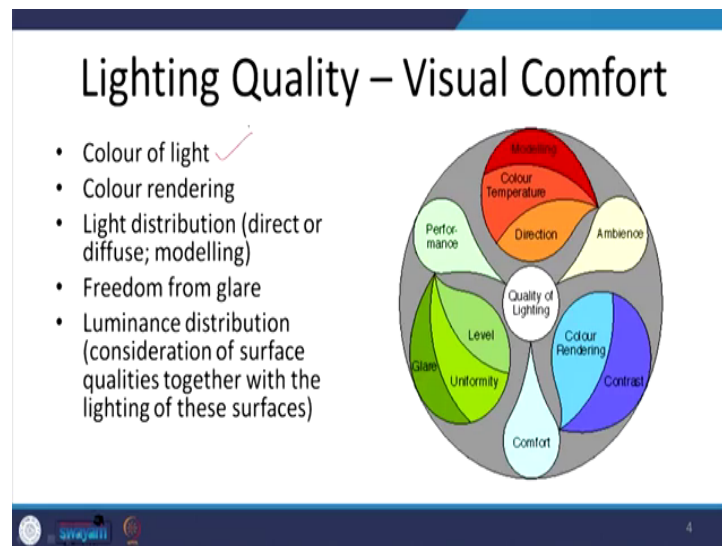 Lighting Quality – Visual Comfort
• Colour of light
• Colour rendering
• Light distribution (direct or
diffuse; modelling)
• Freedom from glare
• Luminance distribution
(consideration of surface
qualities together with the
lighting of these surfaces)
Modelling
Colour
Temperature
Direction
Perfor-
mance
Ambience
Quality of
Lighting
Level
Glare
Uniformity
Colour
Rendering
Contrast
Comfort
swayam
4